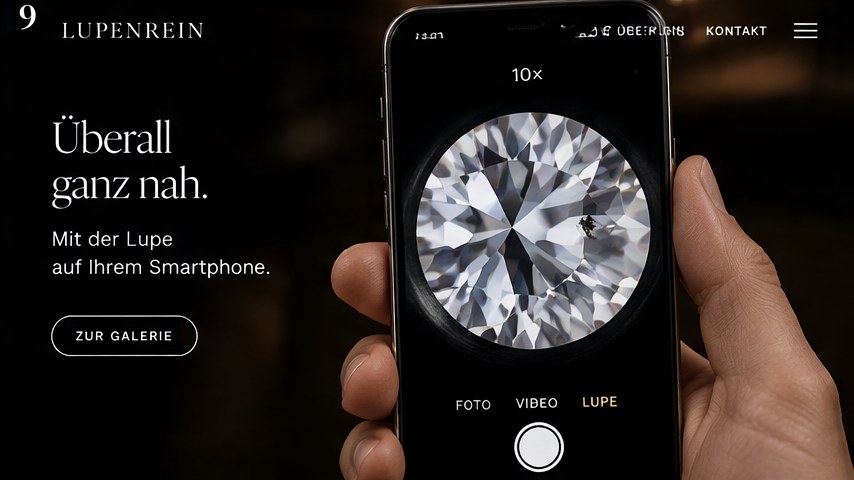 9
LUPENREIN
KONTAKT
10×
Überall
ganz nah.
Mit der Lupe
auf Ihrem Smartphone.
ZUR GALERIE
FOTO VIDEO LUPE